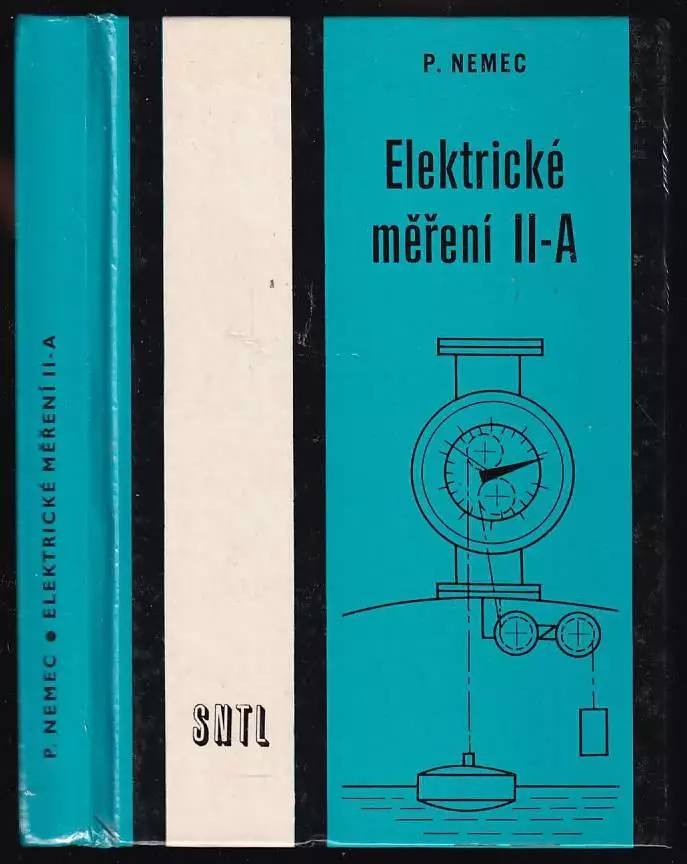 P. NEMEC • ELEKTRICKÉ MĚŘENÍ II-A
P. NEMEC
Elektrické
měření II-A
SNTL